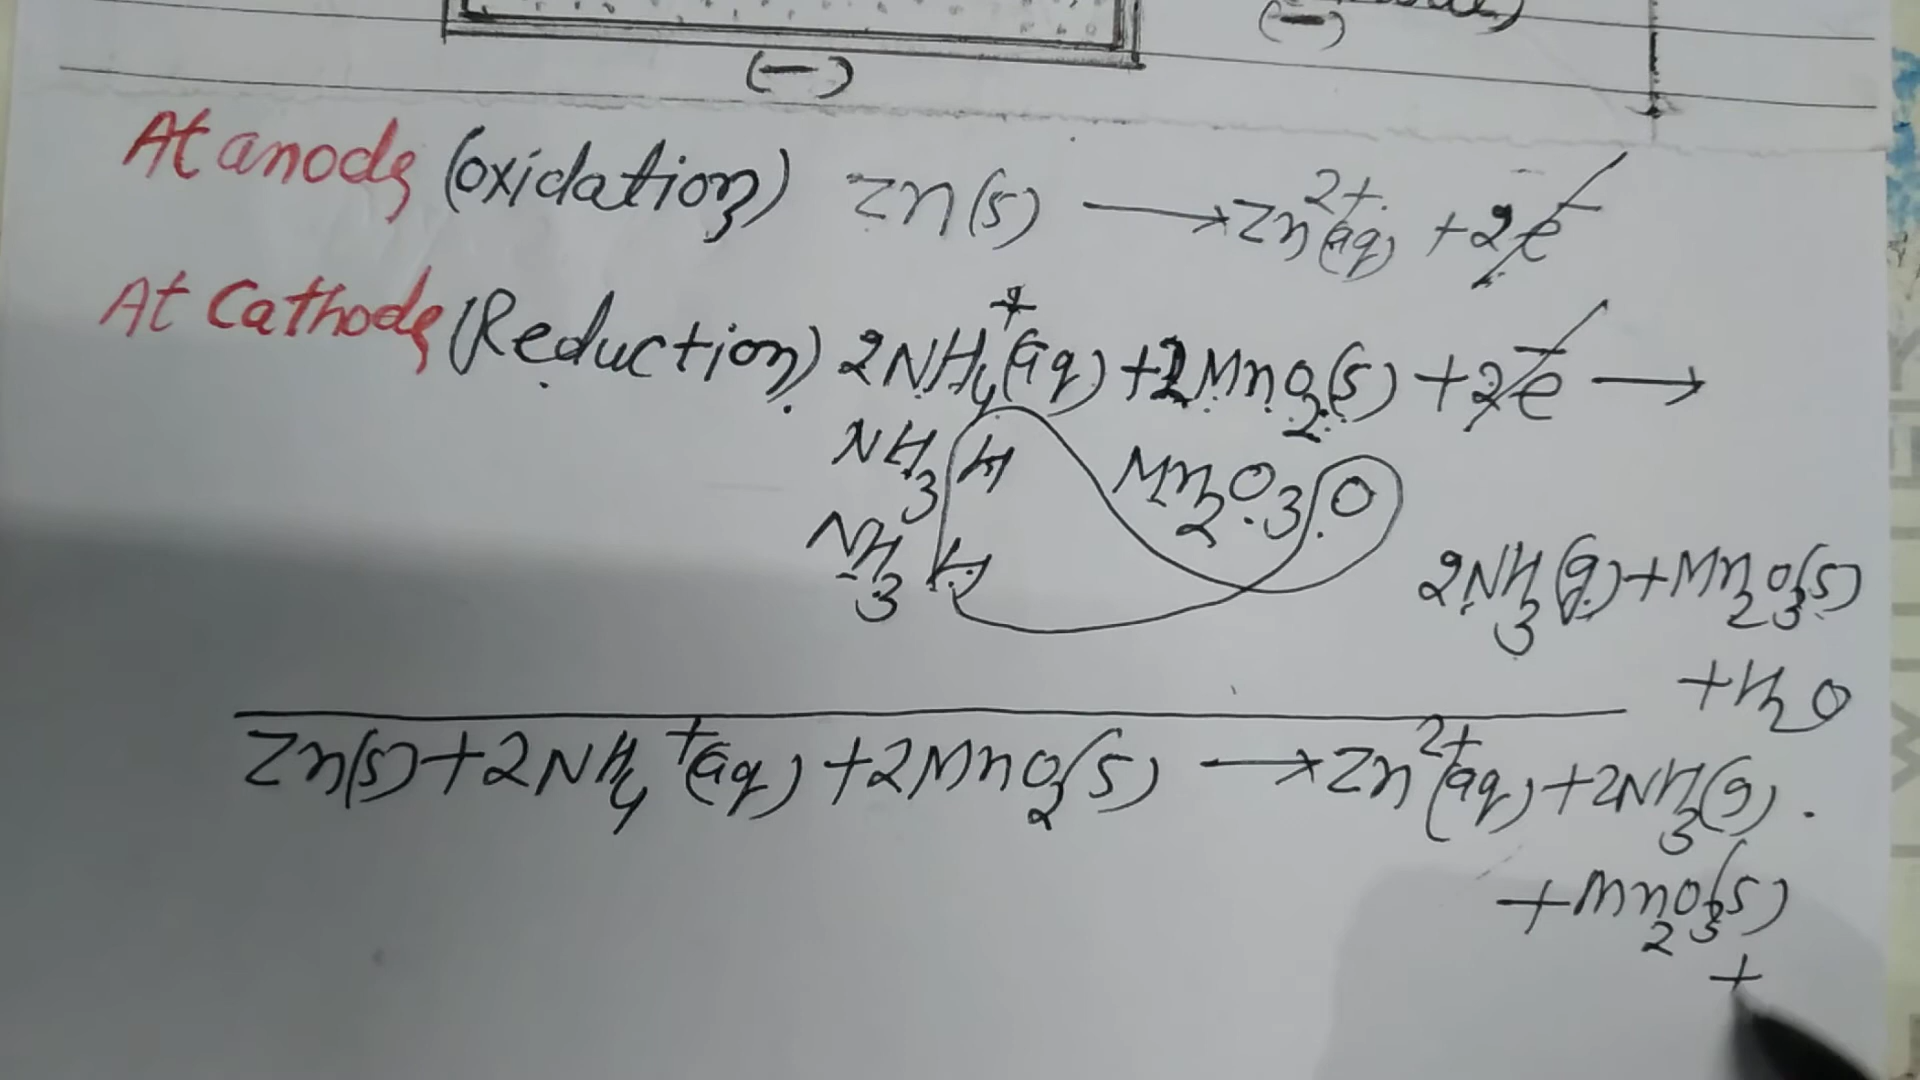 (-)
(-)
At anode (oxidation) Zn(s) → Zn²⁺(aq) + 2e⁻
At Cathode (Reduction) 2NH₄⁺(aq) + 2MnO₂(s) + 2e⁻ →
NH₃ H Mn₂O₃ O
NH₃ H
2NH₃(g) + Mn₂O₃(s)
+ H₂O
Zn(s) + 2NH₄⁺(aq) + 2MnO₂(s) → Zn²⁺(aq) + 2NH₃(g)
+ Mn₂O₃(s)
+